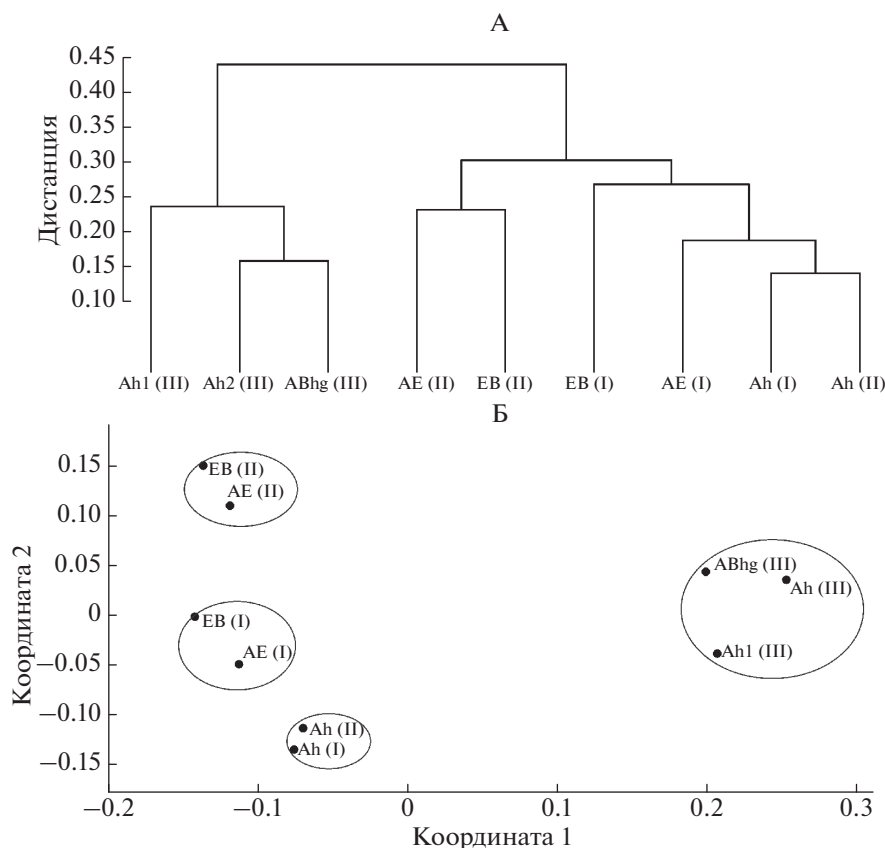 А
Дистанция
0.45
0.40
0.35
0.30
0.25
0.20
0.15
0.10
Ah1 (III) Ah2 (III) ABhg (III) AE (II) EB (II) EB (I) AE (I) Ah (I) Ah (II)
Б
Координата 2
0.15
0.10
0.05
0
−0.05
−0.10
−0.15
EB (II)
AE (II)
ABhg (III)
Ah (III)
EB (I)
AE (I)
Ah1 (III)
Ah (II)
Ah (I)
−0.2 −0.1 0 0.1 0.2 0.3
Координата 1